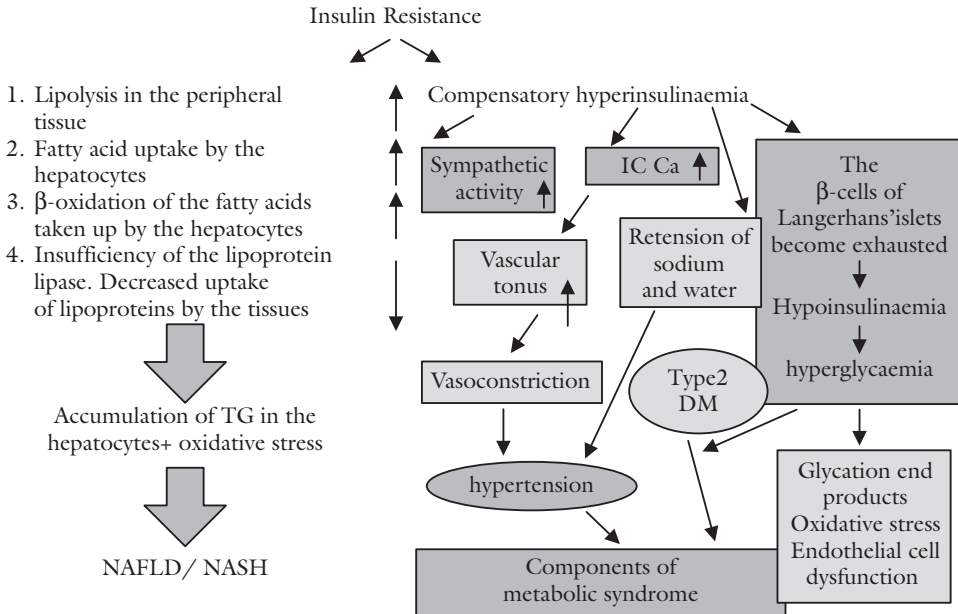 Insulin Resistance
1. Lipolysis in the peripheral
tissue
2. Fatty acid uptake by the
hepatocytes
3. β-oxidation of the fatty acids
taken up by the hepatocytes
4. Insufficiency of the lipoprotein
lipase. Decreased uptake
of lipoproteins by the tissues
Accumulation of TG in the
hepatocytes+ oxidative stress
NAFLD/ NASH
Compensatory hyperinsulinaemia
Sympathetic
activity
IC Ca
Vascular
tonus
Vasoconstriction
Retension of
sodium
and water
The
β-cells of
Langerhans'islets
become exhausted
Hypoinsulinaemia
hyperglycaemia
Type2
DM
hypertension
Glycation end
products
Oxidative stress
Endothelial cell
dysfunction
Components of
metabolic syndrome